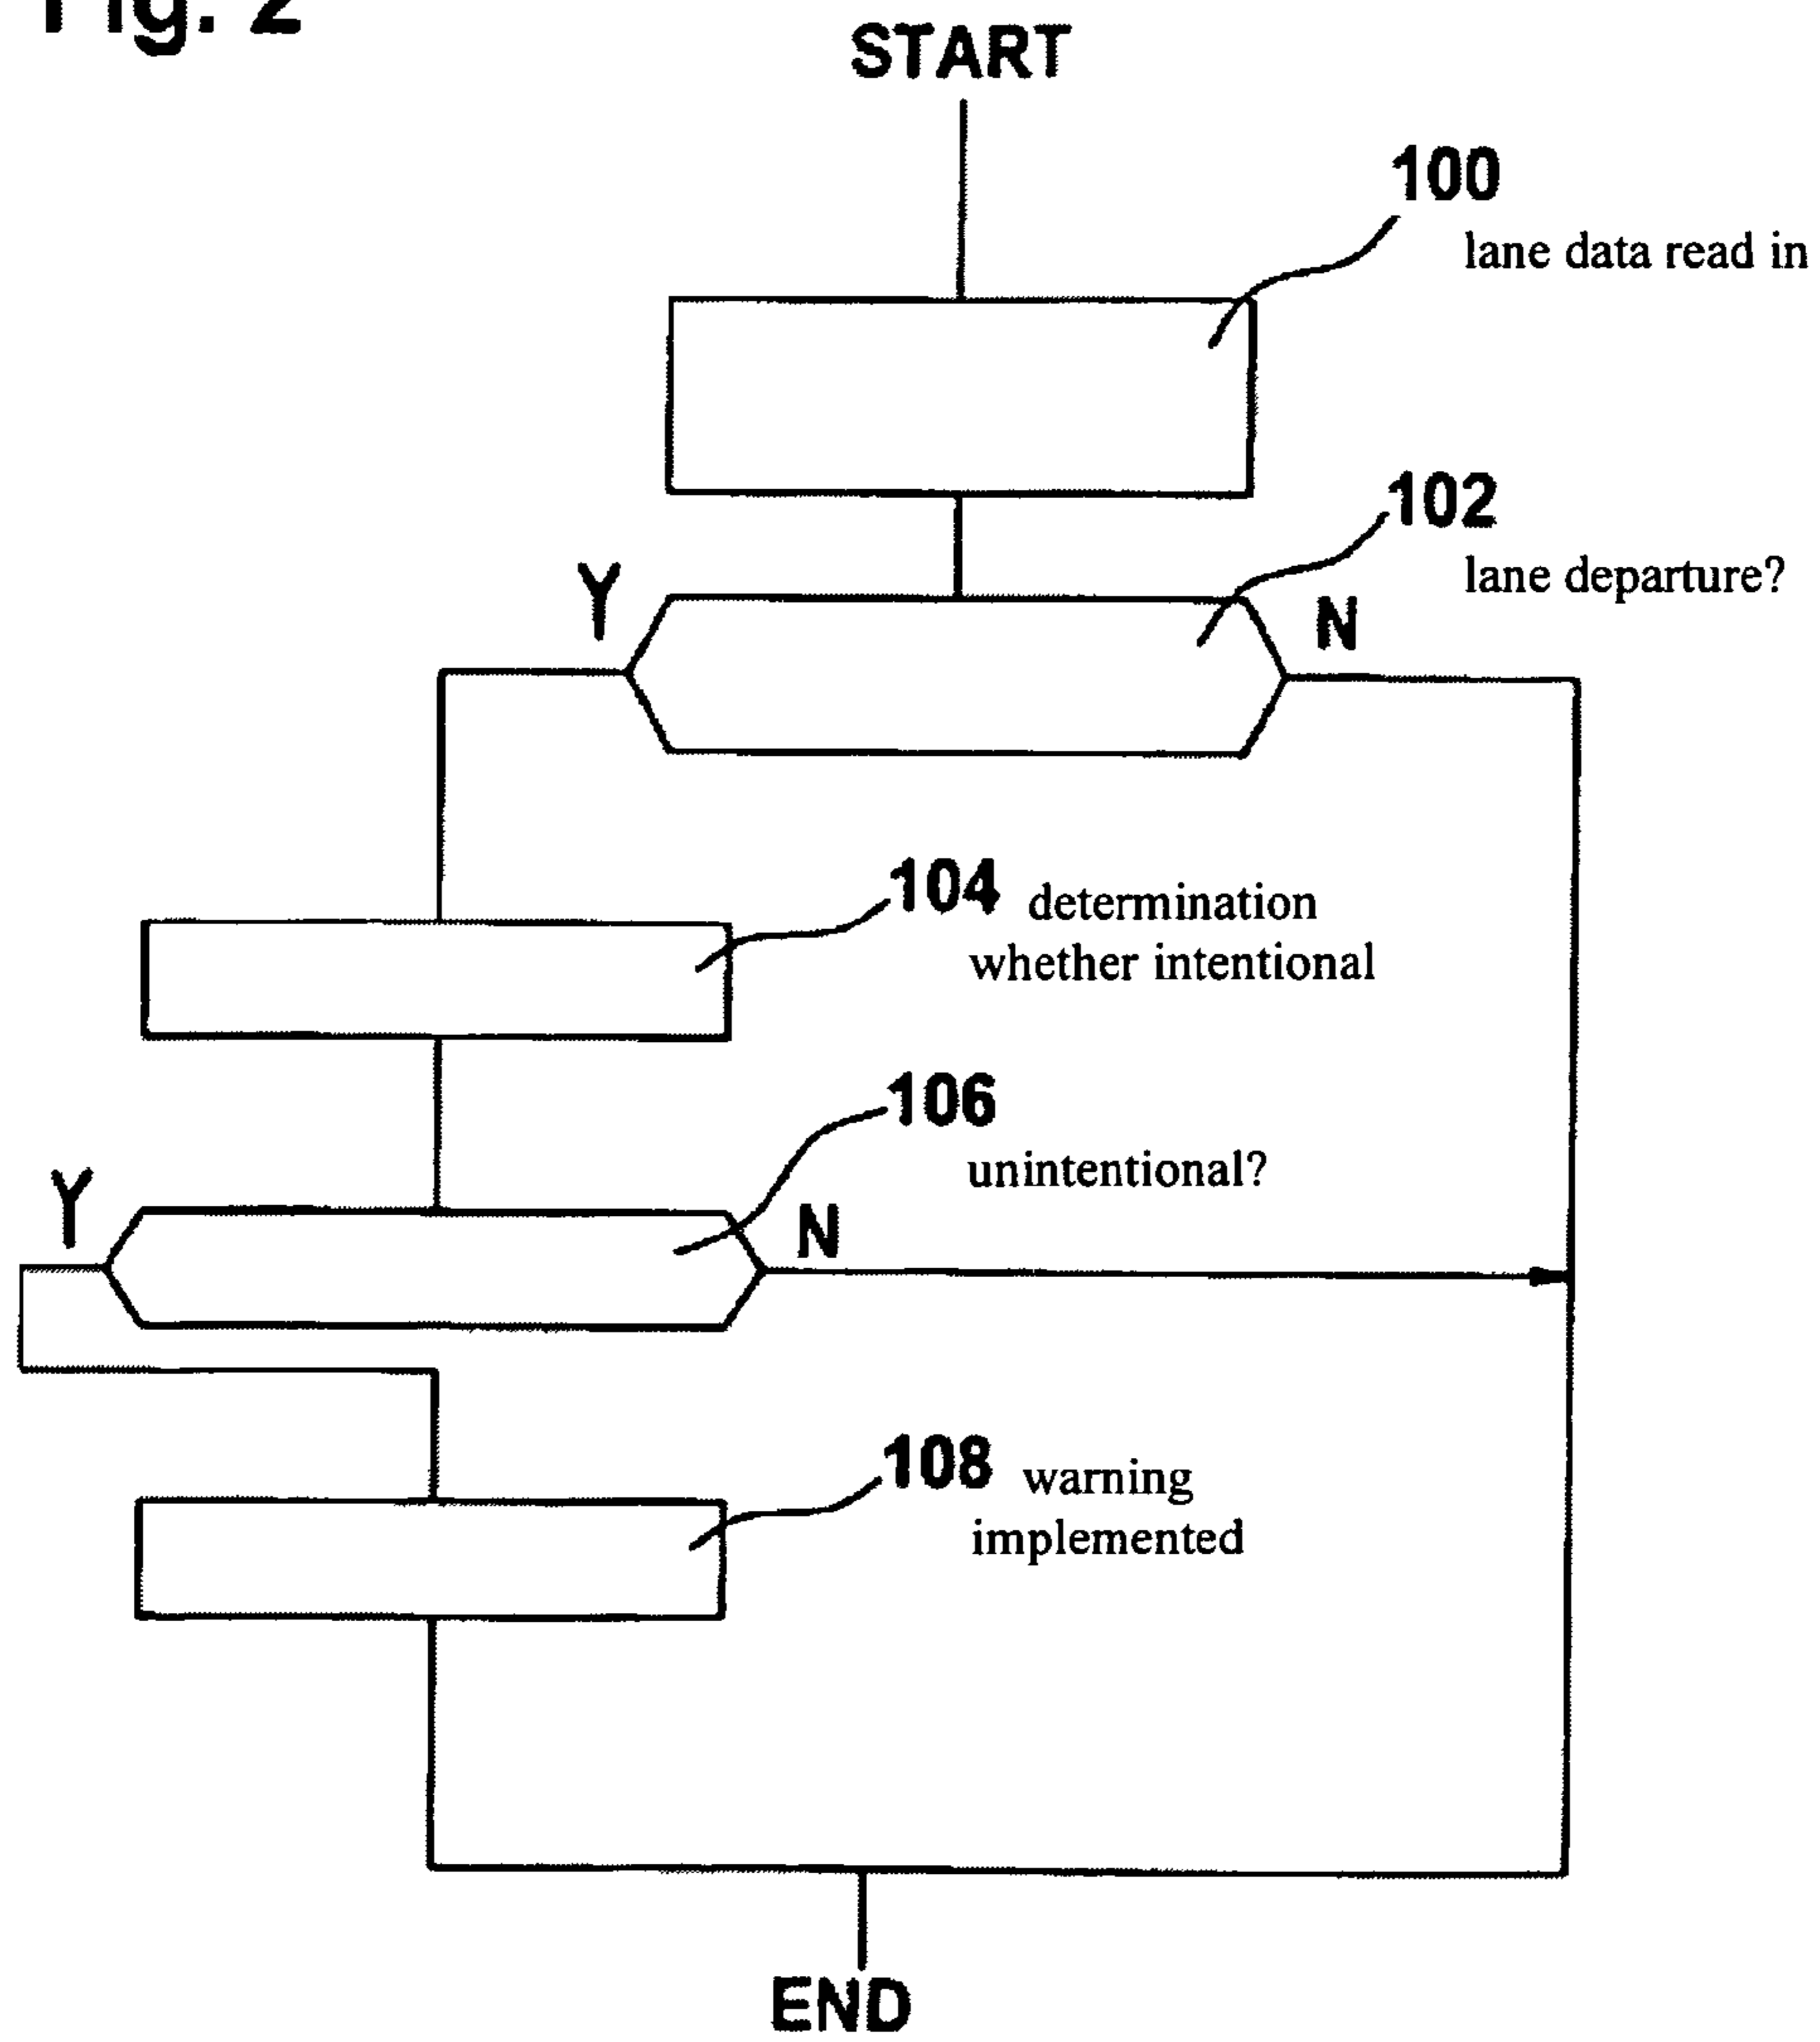 Fig. 2
START
100
lane data read in
102
lane departure?
Y
N
104 determination
whether intentional
106
unintentional?
Y
N
108 warning
implemented
END